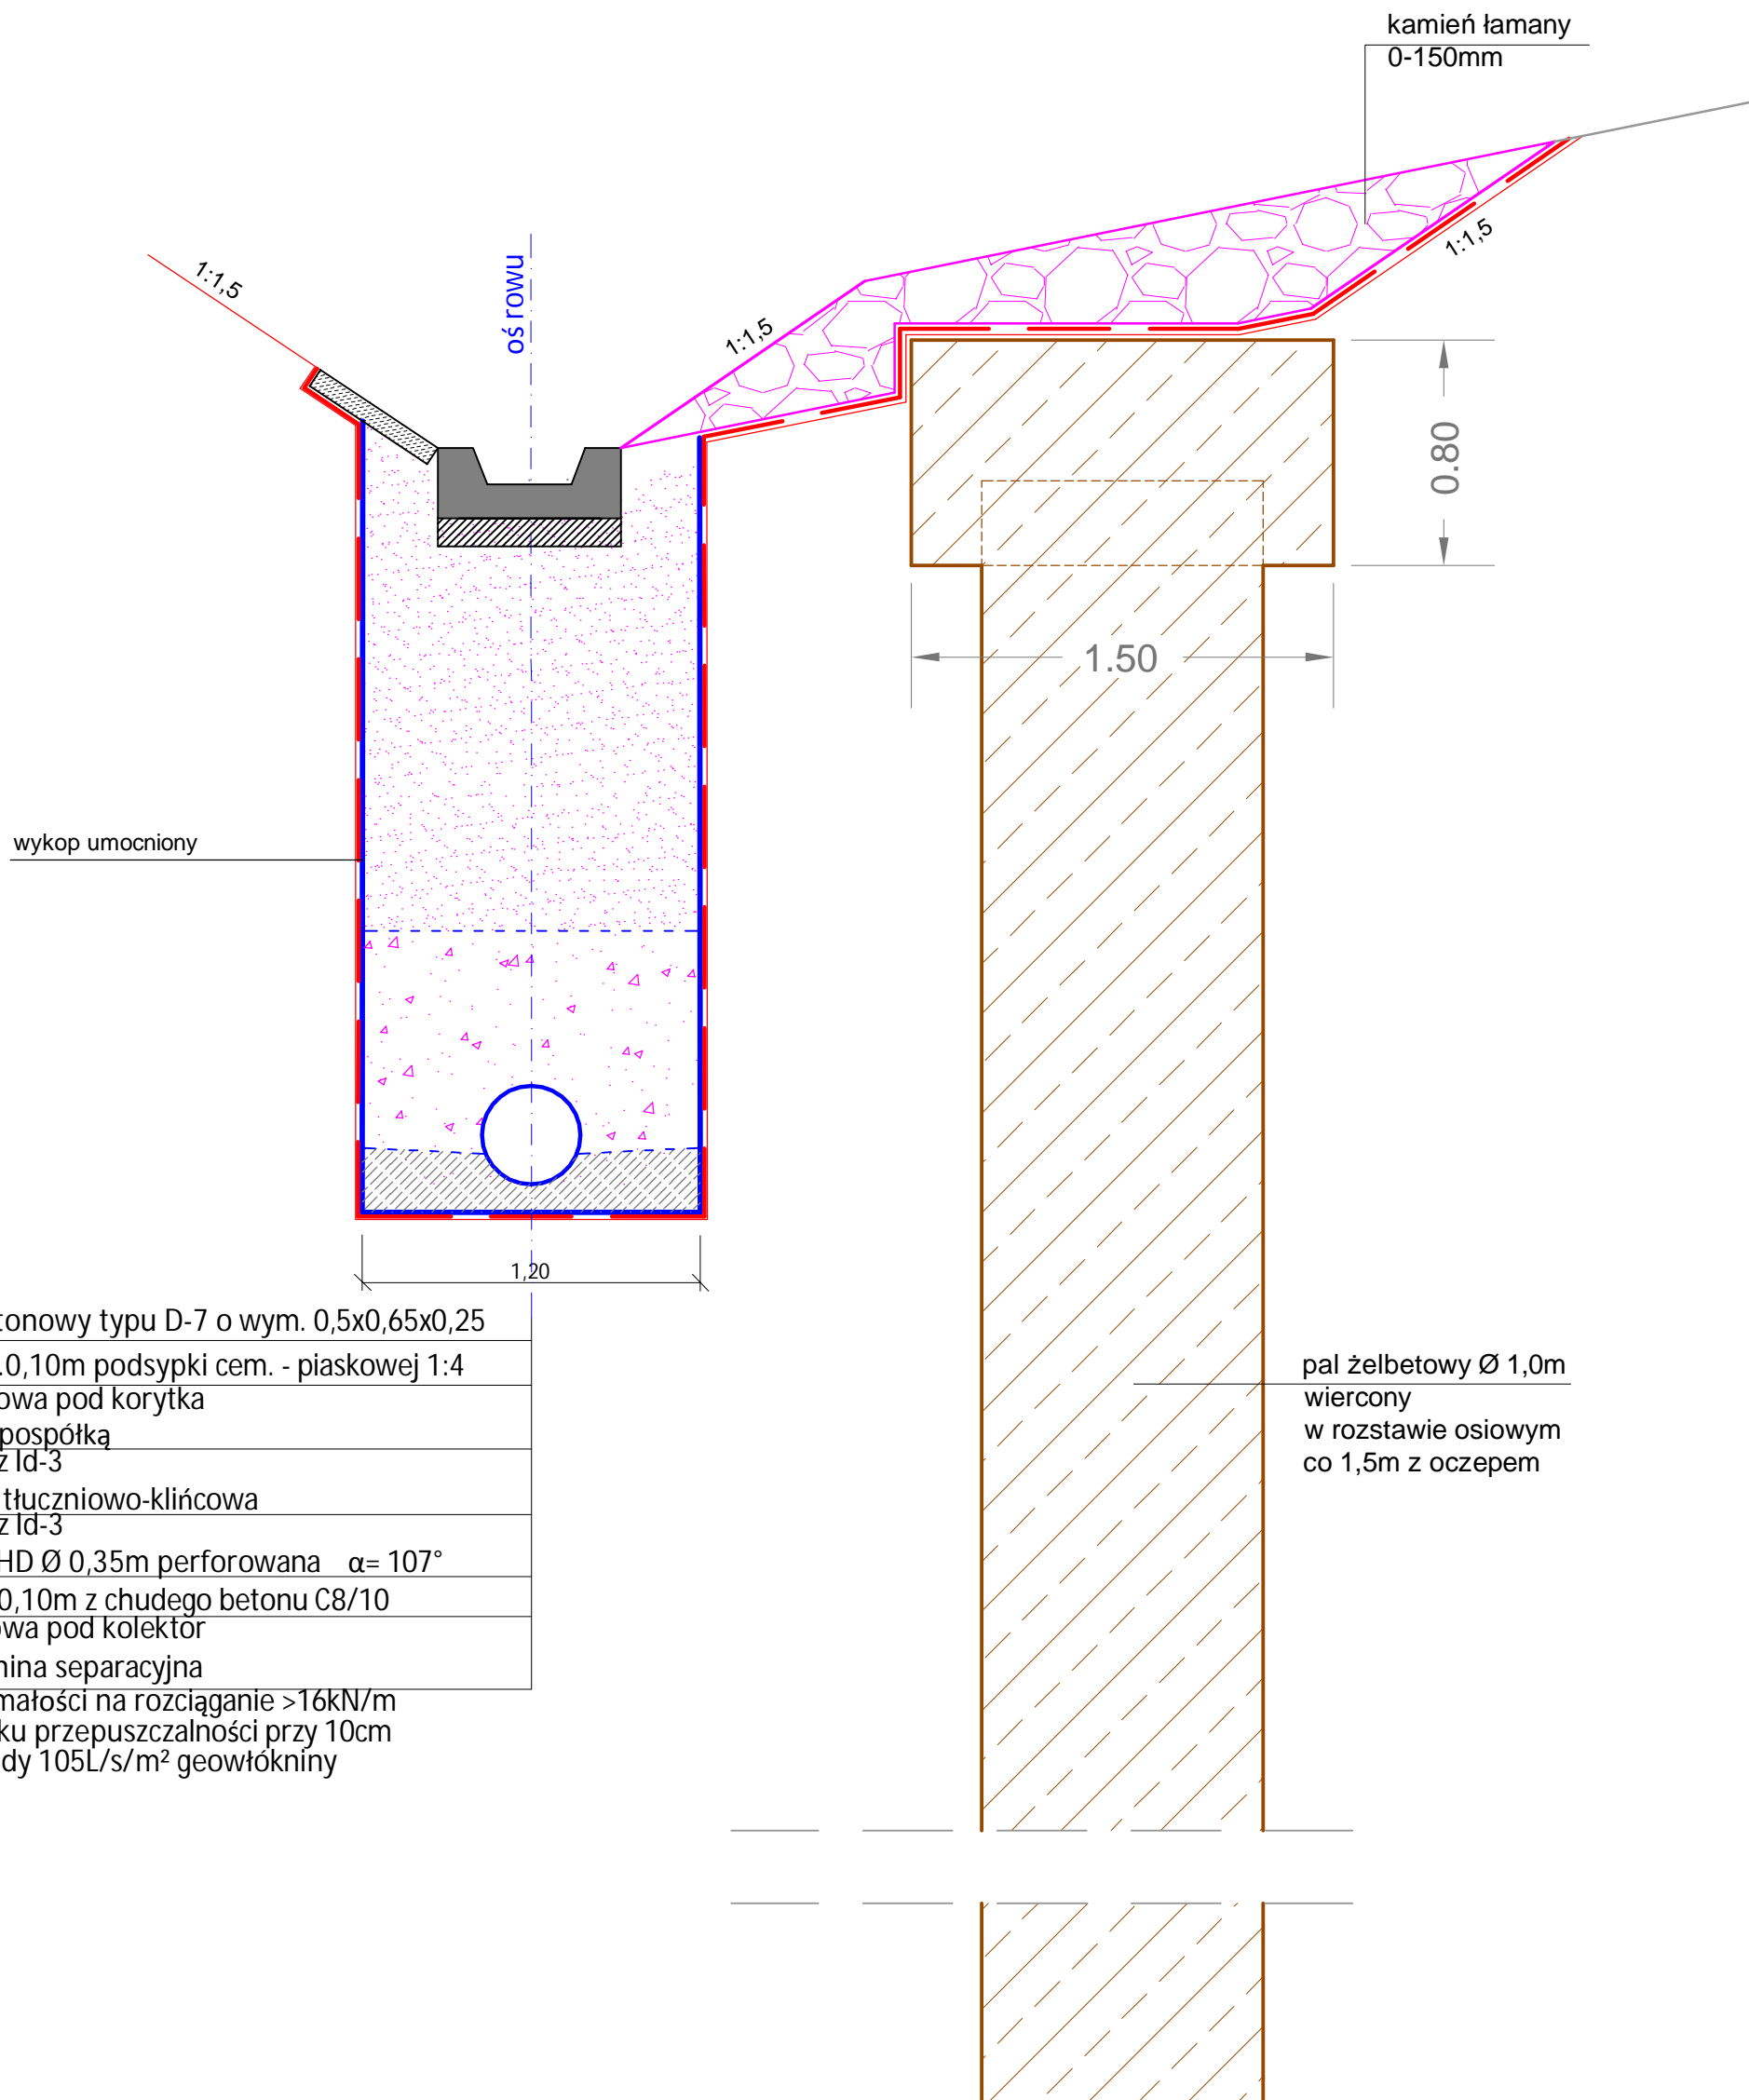 kamień łamany
0-150mm
1:1,5
oś rowu
1:1,5
1:1,5
0.80
1.50
wykop umocniony
1,20
tonowy typu D-7 o wym. 0,5x0,65x0,25
.0,10m podsypki cem. - piaskowej 1:4
owa pod korytka
pospółką
z Id-3
tłuczniowo-klińcowa
z Id-3
HD Ø 0,35m perforowana α= 107°
0,10m z chudego betonu C8/10
owa pod kolektor
nina separacyjna
małości na rozciąganie >16kN/m
ku przepuszczalności przy 10cm
dy 105L/s/m² geowłókniny
pal żelbetowy Ø 1,0m
wiercony
w rozstawie osiowym
co 1,5m z oczepem